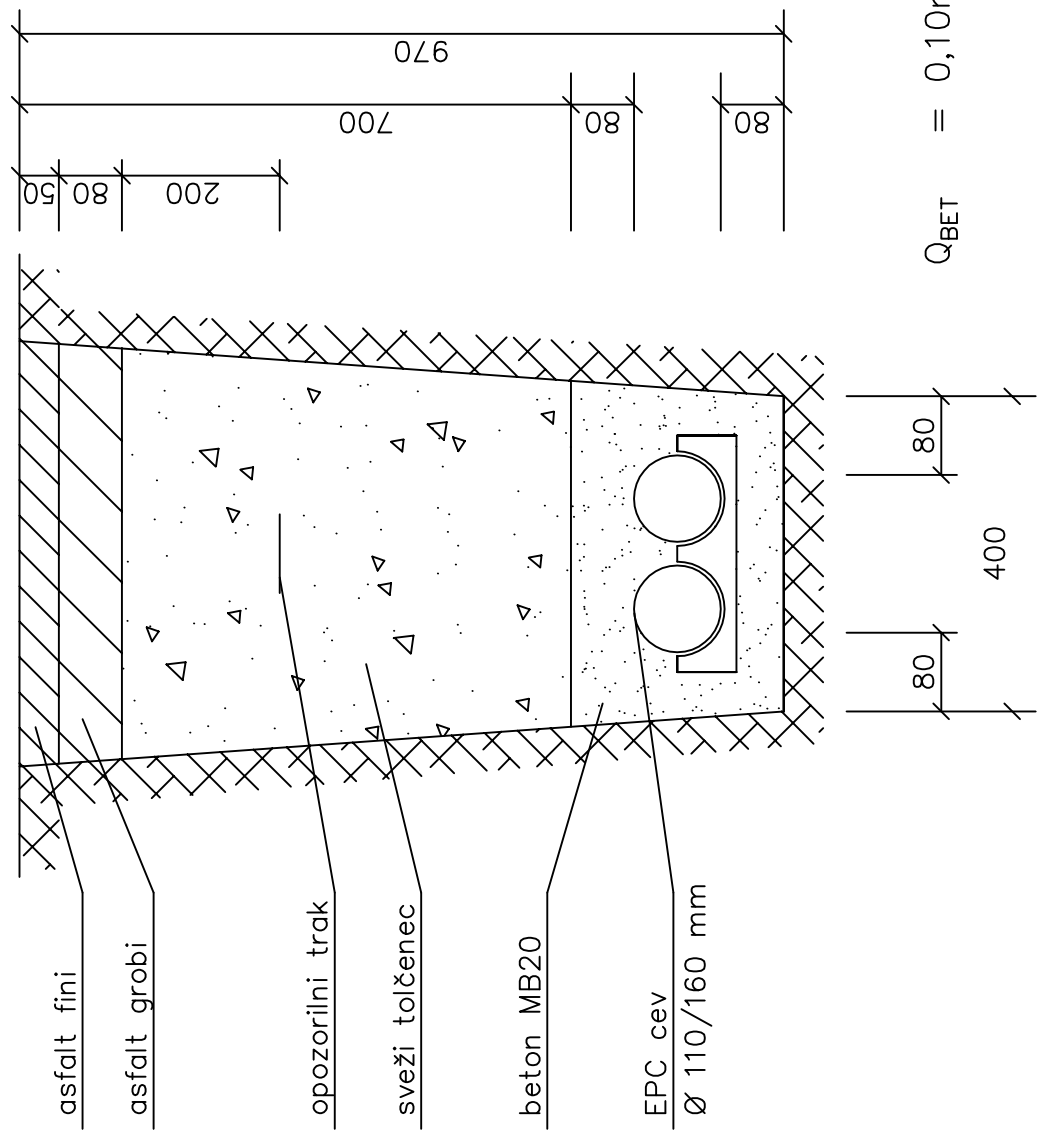 asfalt fini
asfalt grobi
opozorilni trak
sveži tolčenec
beton MB20
EPC cev
Ø 110/160 mm
50
80
200
700
80
80
970
80
400
80
QBET = 0,10